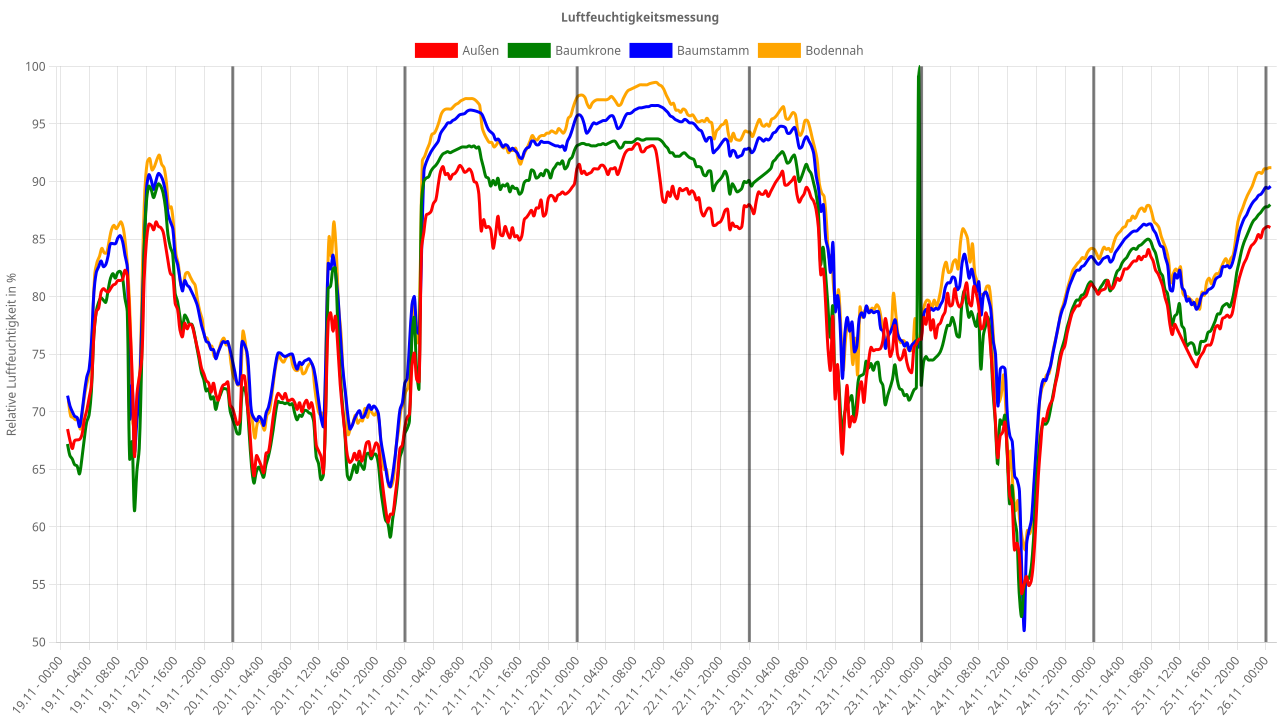 Luftfeuchtigkeitsmessung
Außen Baumkrone Baumstamm Bodennah
Relative Luftfeuchtigkeit in %
100
95
90
85
80
75
70
65
60
55
50
19.11 - 00:00
19.11 - 04:00
19.11 - 08:00
19.11 - 12:00
19.11 - 16:00
19.11 - 20:00
20.11 - 00:00
20.11 - 04:00
20.11 - 08:00
20.11 - 12:00
20.11 - 16:00
20.11 - 20:00
21.11 - 00:00
21.11 - 04:00
21.11 - 08:00
21.11 - 12:00
21.11 - 16:00
21.11 - 20:00
22.11 - 00:00
22.11 - 04:00
22.11 - 08:00
22.11 - 12:00
22.11 - 16:00
22.11 - 20:00
23.11 - 00:00
23.11 - 04:00
23.11 - 08:00
23.11 - 12:00
23.11 - 16:00
23.11 - 20:00
24.11 - 00:00
24.11 - 04:00
24.11 - 08:00
24.11 - 12:00
24.11 - 16:00
24.11 - 20:00
25.11 - 00:00
25.11 - 04:00
25.11 - 08:00
25.11 - 12:00
25.11 - 16:00
25.11 - 20:00
26.11 - 00:00